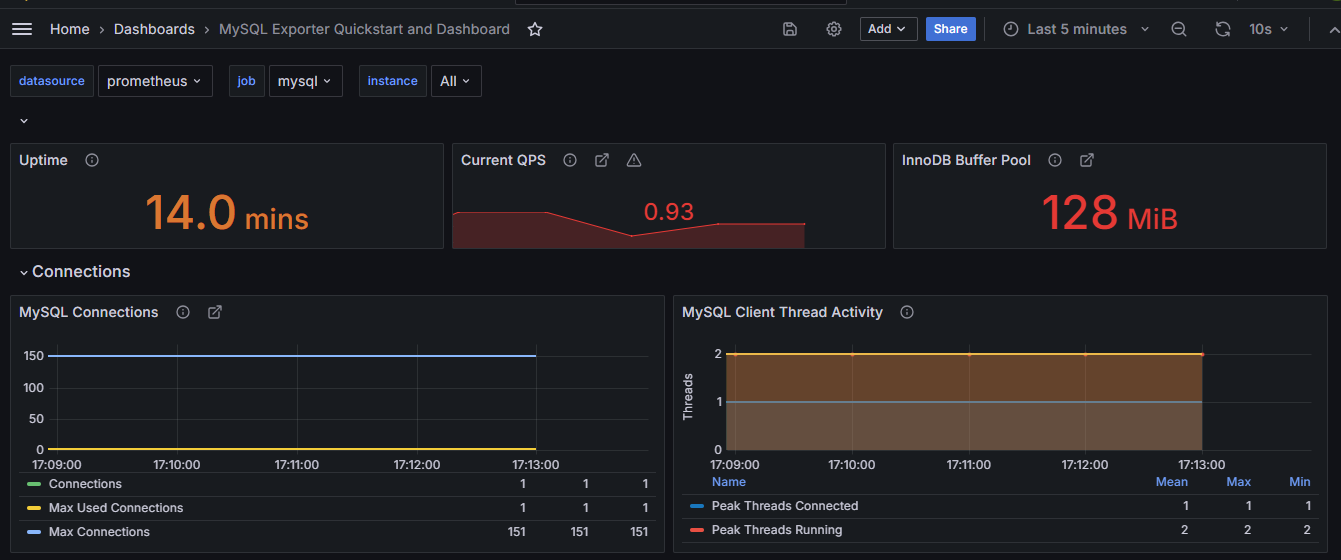 Home > Dashboards > MySQL Exporter Quickstart and Dashboard Add Share Last 5 minutes 10s
datasource prometheus job mysql instance All
Uptime
14.0 mins
Current QPS
0.93
InnoDB Buffer Pool
128 MiB
Connections
MySQL Connections
150
100
50
0
17:09:00 17:10:00 17:11:00 17:12:00 17:13:00
Connections 1 1 1
Max Used Connections 1 1 1
Max Connections 151 151 151
MySQL Client Thread Activity
Threads
2
1
0
17:09:00 17:10:00 17:11:00 17:12:00 17:13:00
Name Mean Max Min
Peak Threads Connected 1 1 1
Peak Threads Running 2 2 2